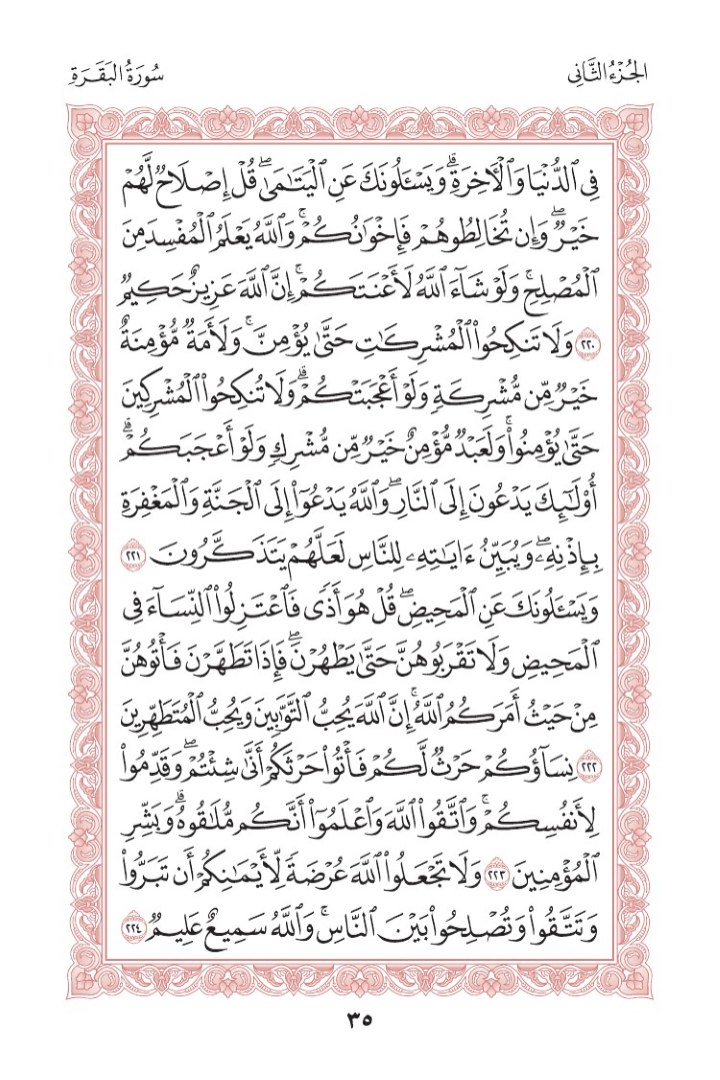 الجُزْءُ الثَّانِي
سُورَةُ البَقَرَةِ
فِي ٱلدُّنۡيَا وَٱلۡأٓخِرَةِۗ وَيَسۡـَٔلُونَكَ عَنِ ٱلۡيَتَٰمَىٰۖ قُلۡ إِصۡلَاحٞ لَّهُمۡ
خَيۡرٞۖ وَإِن تُخَالِطُوهُمۡ فَإِخۡوَٰنُكُمۡۚ وَٱللَّهُ يَعۡلَمُ ٱلۡمُفۡسِدَ مِنَ
ٱلۡمُصۡلِحِۚ وَلَوۡ شَآءَ ٱللَّهُ لَأَعۡنَتَكُمۡۚ إِنَّ ٱللَّهَ عَزِيزٌ حَكِيمٞ
٢٢٠ وَلَا تَنكِحُواْ ٱلۡمُشۡرِكَٰتِ حَتَّىٰ يُؤۡمِنَّۚ وَلَأَمَةٞ مُّؤۡمِنَةٌ
خَيۡرٞ مِّن مُّشۡرِكَةٖ وَلَوۡ أَعۡجَبَتۡكُمۡۗ وَلَا تُنكِحُواْ ٱلۡمُشۡرِكِينَ
حَتَّىٰ يُؤۡمِنُواْۚ وَلَعَبۡدٞ مُّؤۡمِنٌ خَيۡرٞ مِّن مُّشۡرِكٖ وَلَوۡ أَعۡجَبَكُمۡۗ
أُوْلَٰٓئِكَ يَدۡعُونَ إِلَى ٱلنَّارِۖ وَٱللَّهُ يَدۡعُوٓاْ إِلَى ٱلۡجَنَّةِ وَٱلۡمَغۡفِرَةِ
بِإِذۡنِهِۦۖ وَيُبَيِّنُ ءَايَٰتِهِۦ لِلنَّاسِ لَعَلَّهُمۡ يَتَذَكَّرُونَ ٢٢١
وَيَسۡـَٔلُونَكَ عَنِ ٱلۡمَحِيضِۖ قُلۡ هُوَ أَذٗى فَٱعۡتَزِلُواْ ٱلنِّسَآءَ فِي
ٱلۡمَحِيضِ وَلَا تَقۡرَبُوهُنَّ حَتَّىٰ يَطۡهُرۡنَۖ فَإِذَا تَطَهَّرۡنَ فَأۡتُوهُنَّ
مِنۡ حَيۡثُ أَمَرَكُمُ ٱللَّهُۚ إِنَّ ٱللَّهَ يُحِبُّ ٱلتَّوَّٰبِينَ وَيُحِبُّ ٱلۡمُتَطَهِّرِينَ
٢٢٢ نِسَآؤُكُمۡ حَرۡثٞ لَّكُمۡ فَأۡتُواْ حَرۡثَكُمۡ أَنَّىٰ شِئۡتُمۡۖ وَقَدِّمُواْ
لِأَنفُسِكُمۡۚ وَٱتَّقُواْ ٱللَّهَ وَٱعۡلَمُوٓاْ أَنَّكُم مُّلَٰقُوهُۗ وَبَشِّرِ
ٱلۡمُؤۡمِنِينَ ٢٢٣ وَلَا تَجۡعَلُواْ ٱللَّهَ عُرۡضَةٗ لِّأَيۡمَٰنِكُمۡ أَن تَبَرُّواْ
وَتَتَّقُواْ وَتُصۡلِحُواْ بَيۡنَ ٱلنَّاسِۚ وَٱللَّهُ سَمِيعٌ عَلِيمٞ ٢٢٤
٣٥